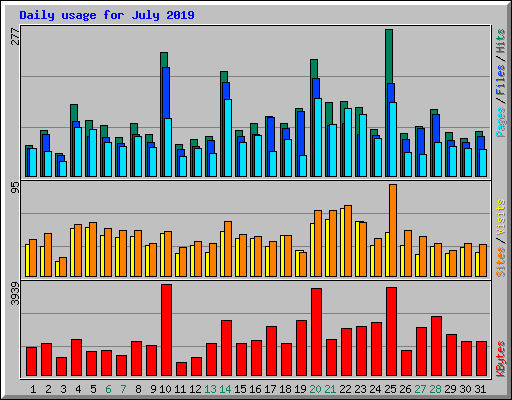 Daily usage for July 2019
277
Pages / Files / Hits
95
Sites / Visits
3939
KBytes
1 2 3 4 5 6 7 8 9 10 11 12 13 14 15 16 17 18 19 20 21 22 23 24 25 26 27 28 29 30 31